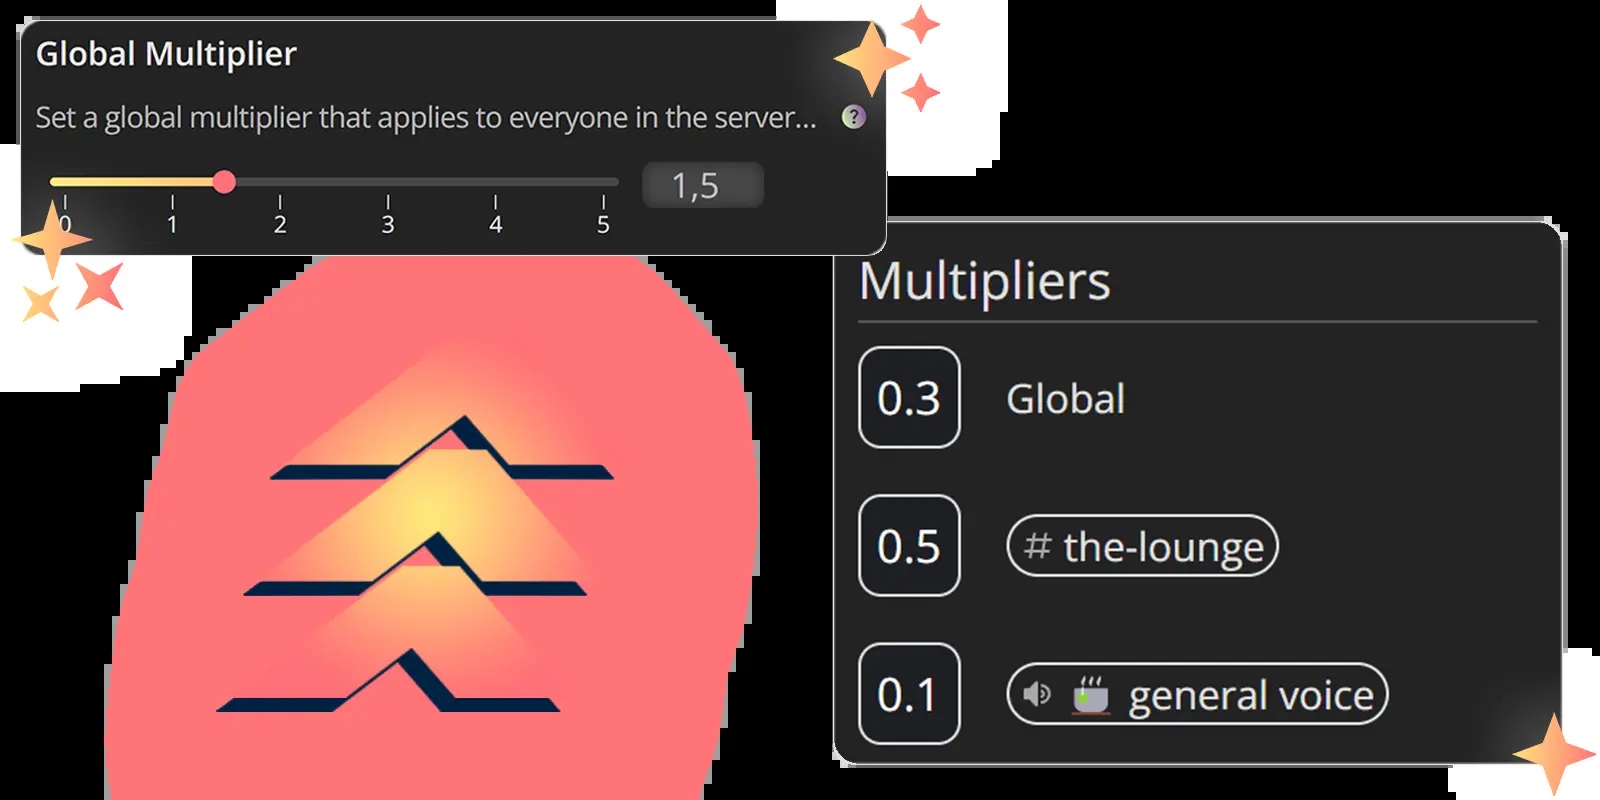 Global Multiplier
Set a global multiplier that applies to everyone in the server...
?
1,5
0 1 2 3 4 5
Multipliers
0.3 Global
0.5 # the-lounge
0.1 general voice